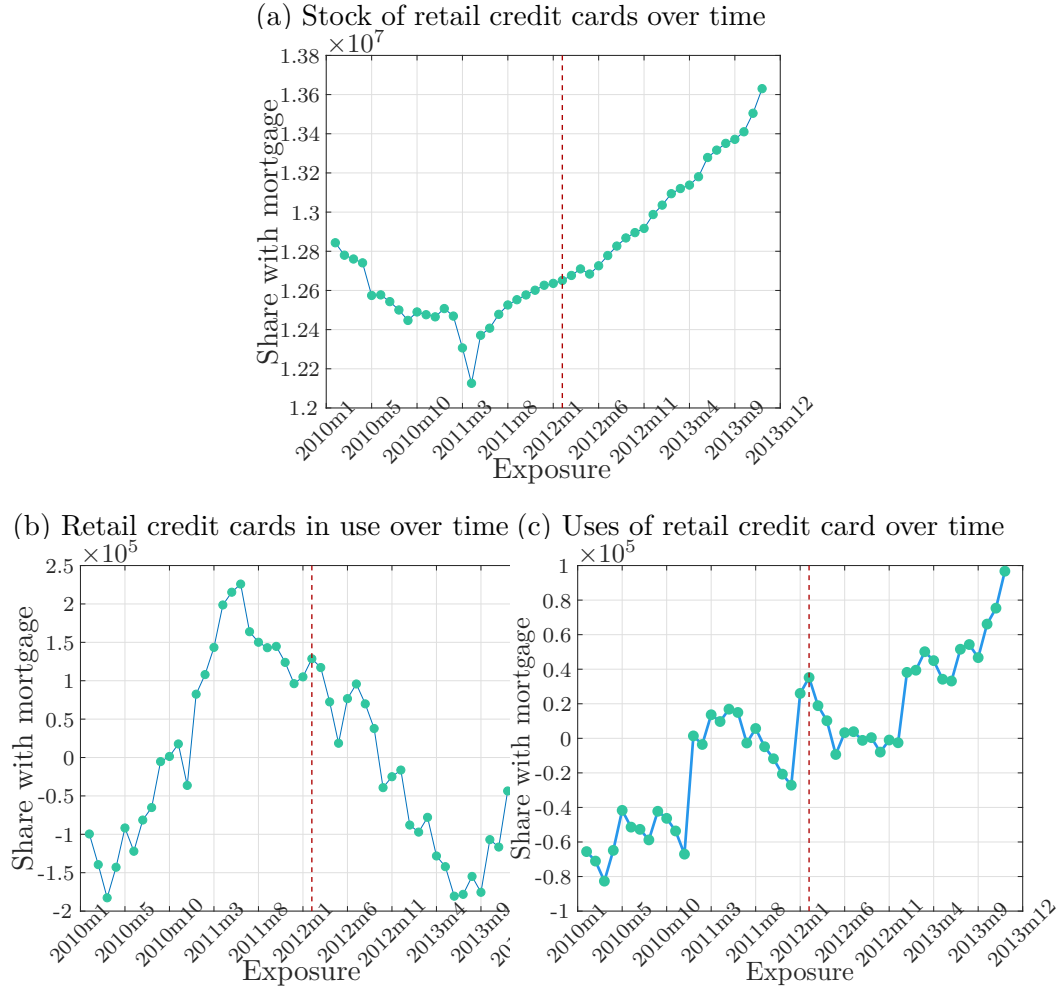 (a) Stock of retail credit cards over time
×10^7
1.38
1.36
1.34
1.32
1.3
1.28
1.26
1.24
1.22
1.2
Share with mortgage
2010m1 2010m5 2010m10 2011m3 2011m8 2012m1 2012m6 2012m11 2013m4 2013m9 2013m12
Exposure
(b) Retail credit cards in use over time
×10^5
2.5
2
1.5
1
0.5
0
-0.5
-1
-1.5
-2
Share with mortgage
2010m1 2010m5 2010m10 2011m3 2011m8 2012m1 2012m6 2012m11 2013m4 2013m9
Exposure
(c) Uses of retail credit card over time
×10^5
1
0.8
0.6
0.4
0.2
0
-0.2
-0.4
-0.6
-0.8
-1
Share with mortgage
2010m1 2010m5 2010m10 2011m3 2011m8 2012m1 2012m6 2012m11 2013m4 2013m9 2013m12
Exposure